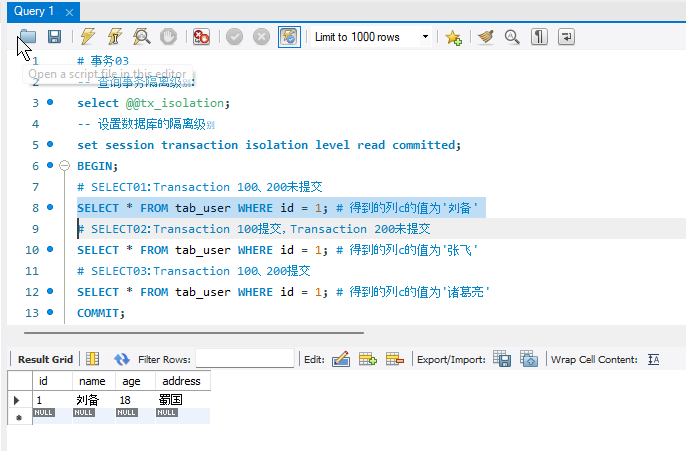 Query 1
Limit to 1000 rows
1 # 事务03
Open a script file in this editor
2 -- 查询事务隔离级别:
3 select @@tx_isolation;
4 -- 设置数据库的隔离级别
5 set session transaction isolation level read committed;
6 BEGIN;
7 # SELECT01: Transaction 100、200未提交
8 SELECT * FROM tab_user WHERE id = 1; # 得到的列c的值为'刘备'
9 # SELECT02: Transaction 100提交, Transaction 200未提交
10 SELECT * FROM tab_user WHERE id = 1; # 得到的列c的值为'张飞'
11 # SELECT03: Transaction 100、200提交
12 SELECT * FROM tab_user WHERE id = 1; # 得到的列c的值为'诸葛亮'
13 COMMIT;
Result Grid Filter Rows: Edit: Export/Import: Wrap Cell Content:
id name age address
1 刘备 18 蜀国
NULL NULL NULL NULL